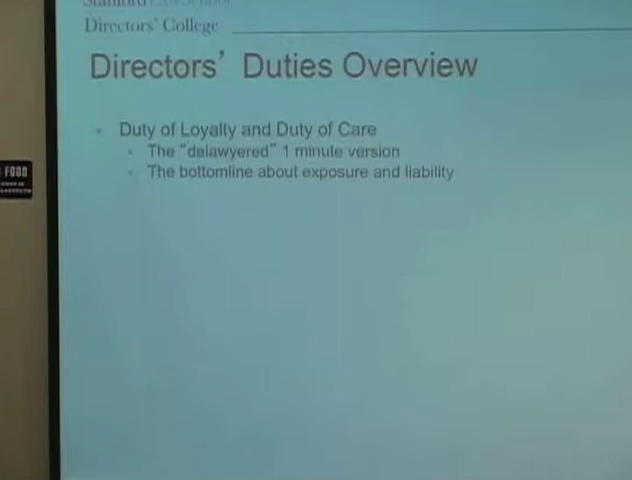 Directors' College
Directors' Duties Overview
Duty of Loyalty and Duty of Care
The "delawyered" 1 minute version
The bottomline about exposure and liability
FOOD